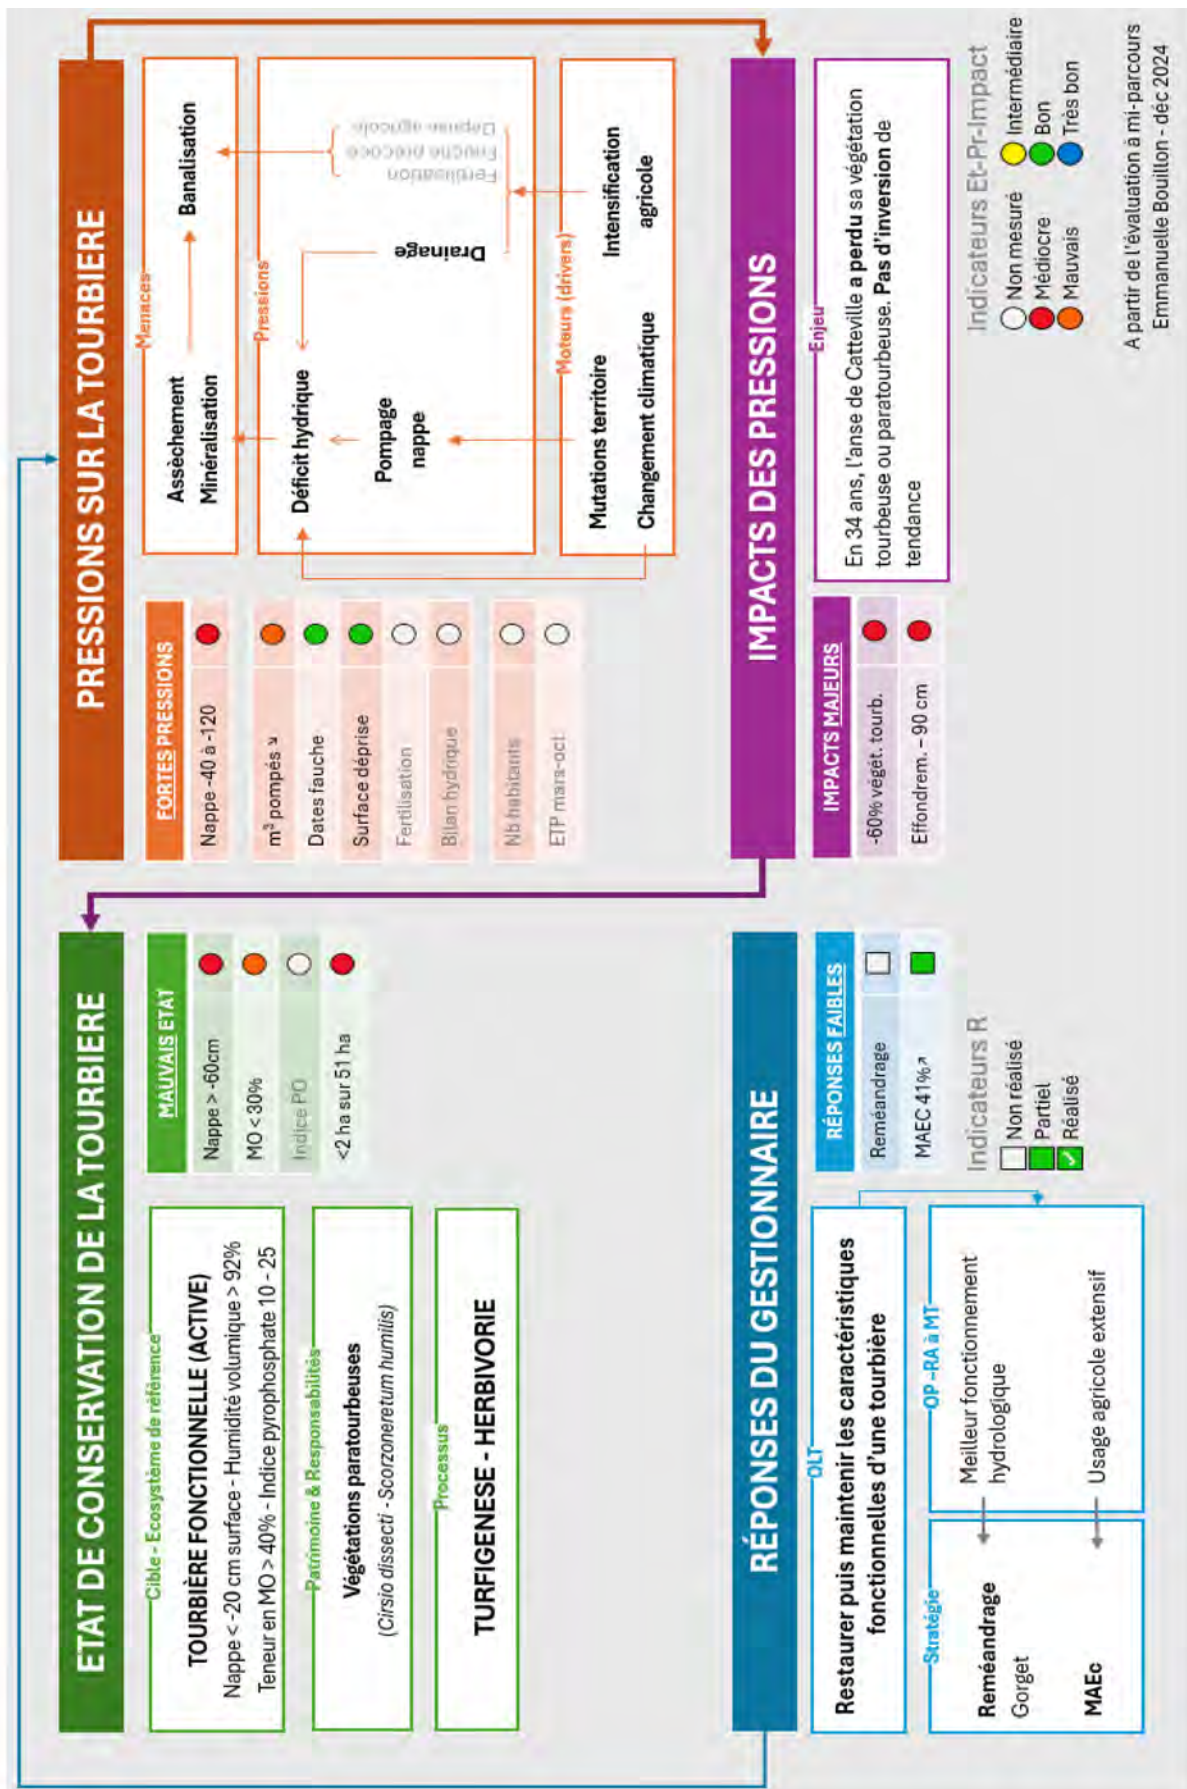 ETAT DE CONSERVATION DE LA TOURBIERE
Cible - Ecosystème de référence
TOURBIÈRE FONCTIONNELLE (ACTIVE)
Nappe < -20 cm surface - Humidité volumique > 92%
Teneur en MO > 40% - Indice pyrophosphate 10 - 25
Patrimoine & Responsabilités
Végétations paratourbeuses
(Cirsio dissecti - Scorzoneretum humilis)
Processus
TURFIGENESE - HERBIVORIE
MAUVAIS ETAT
Nappe > -60cm
MO < 30%
Indice PO
<2 ha sur 51 ha
PRESSIONS SUR LA TOURBIERE
FORTES PRESSIONS
Nappe -40 à -120
m³ pompés ↘
Dates fauche
Surface déprise
Fertilisation
Bilan hydrique
Nb habitants
ETP mars-oct
Menaces
Assèchement
Minéralisation
Banalisation
Pressions
Déficit hydrique
Pompage
nappe
Drainage
Fertilisation
Fauche précoce
Déprise agricole
Moteurs (drivers)
Mutations territoire
Changement climatique
Intensification
agricole
RÉPONSES DU GESTIONNAIRE
OLT
Restaurer puis maintenir les caractéristiques
fonctionnelles d'une tourbière
Stratégie
Reméandrage
Gorget
MAEc
OP -RA à MT
Meilleur fonctionnement
hydrologique
Usage agricole extensif
RÉPONSES FAIBLES
Reméandrage
MAEC 41%↗
Indicateurs R
Non réalisé
Partiel
Réalisé
IMPACTS DES PRESSIONS
IMPACTS MAJEURS
-60% végét. tourb.
Effondrem. – 90 cm
Enjeu
En 34 ans, l'anse de Catteville a perdu sa végétation
tourbeuse ou paratourbeuse. Pas d'inversion de
tendance
Indicateurs Et-Pr-Impact
Non mesuré
Intermédiaire
Médiocre
Bon
Mauvais
Très bon
A partir de l'évaluation à mi-parcours
Emmanuelle Bouillon - déc 2024